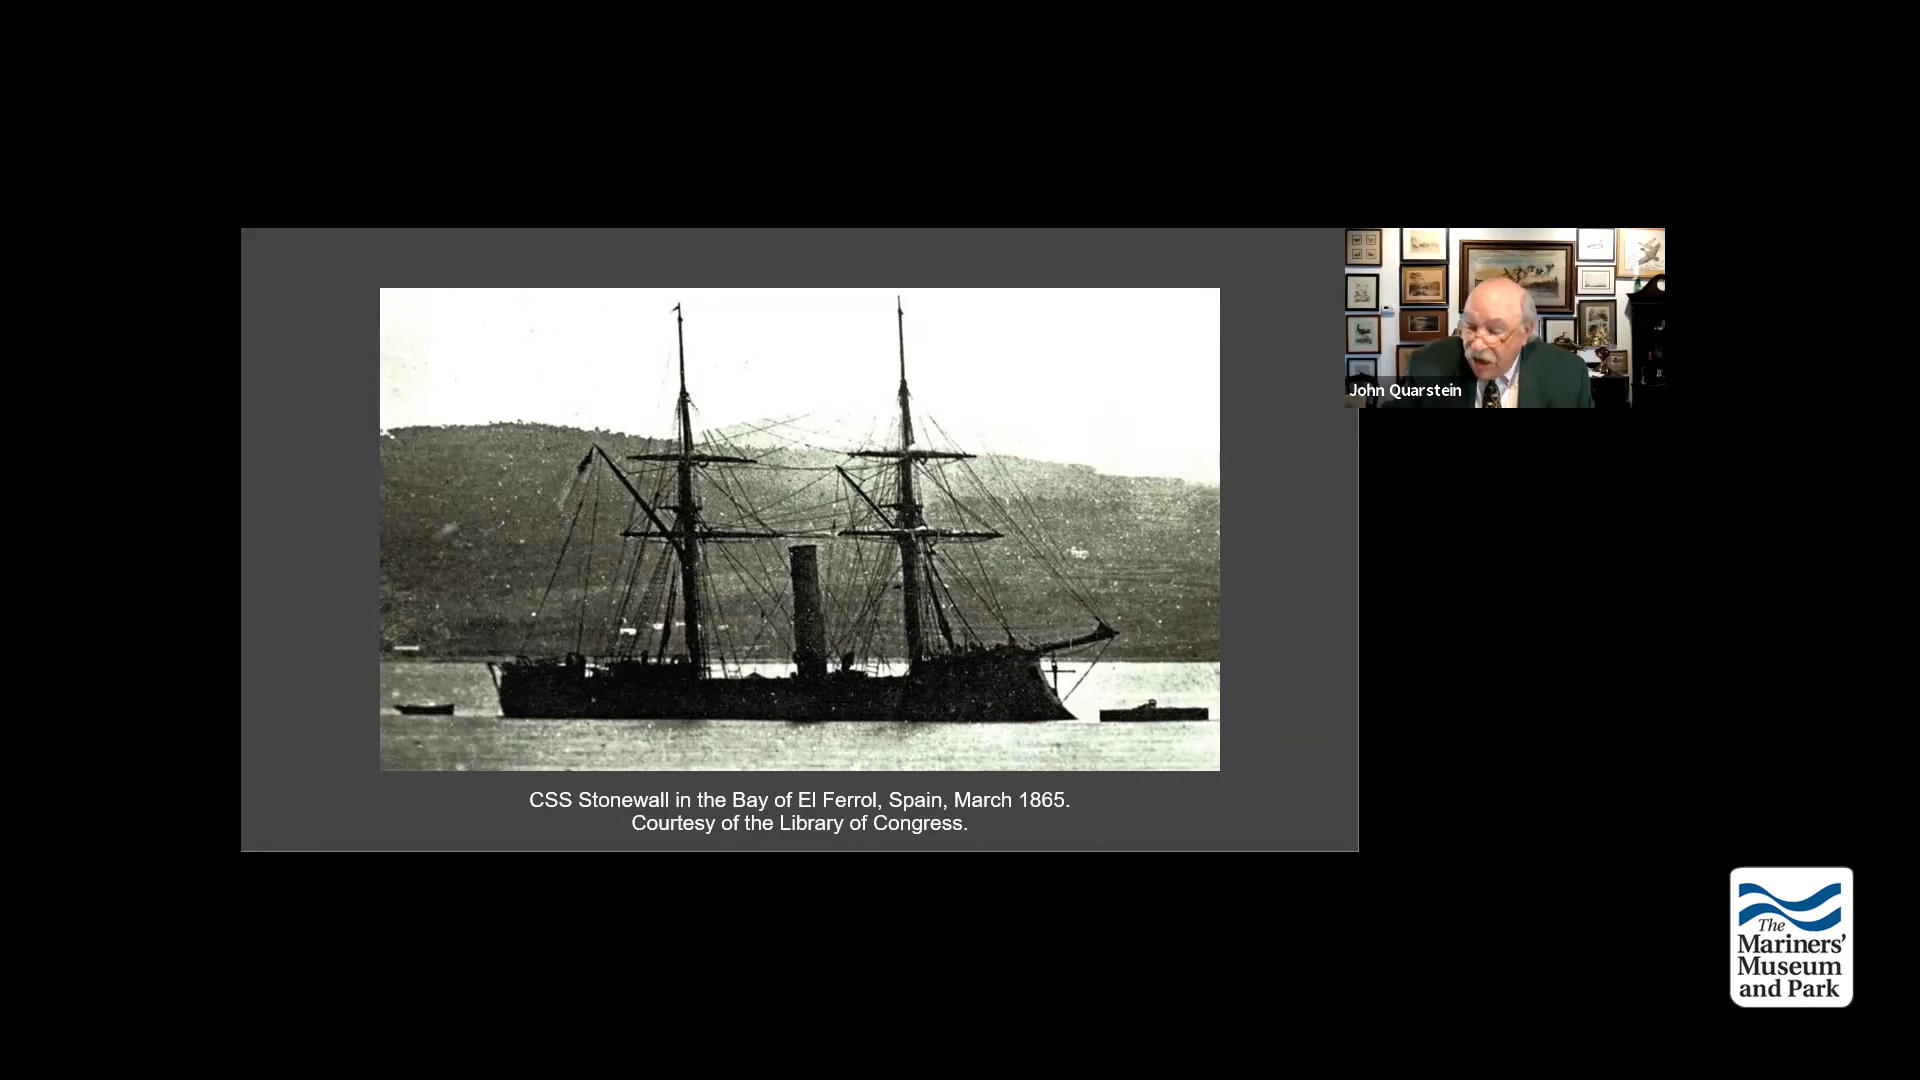 John Quarstein
CSS Stonewall in the Bay of El Ferrol, Spain, March 1865.
Courtesy of the Library of Congress.
The
Mariners'
Museum
and Park